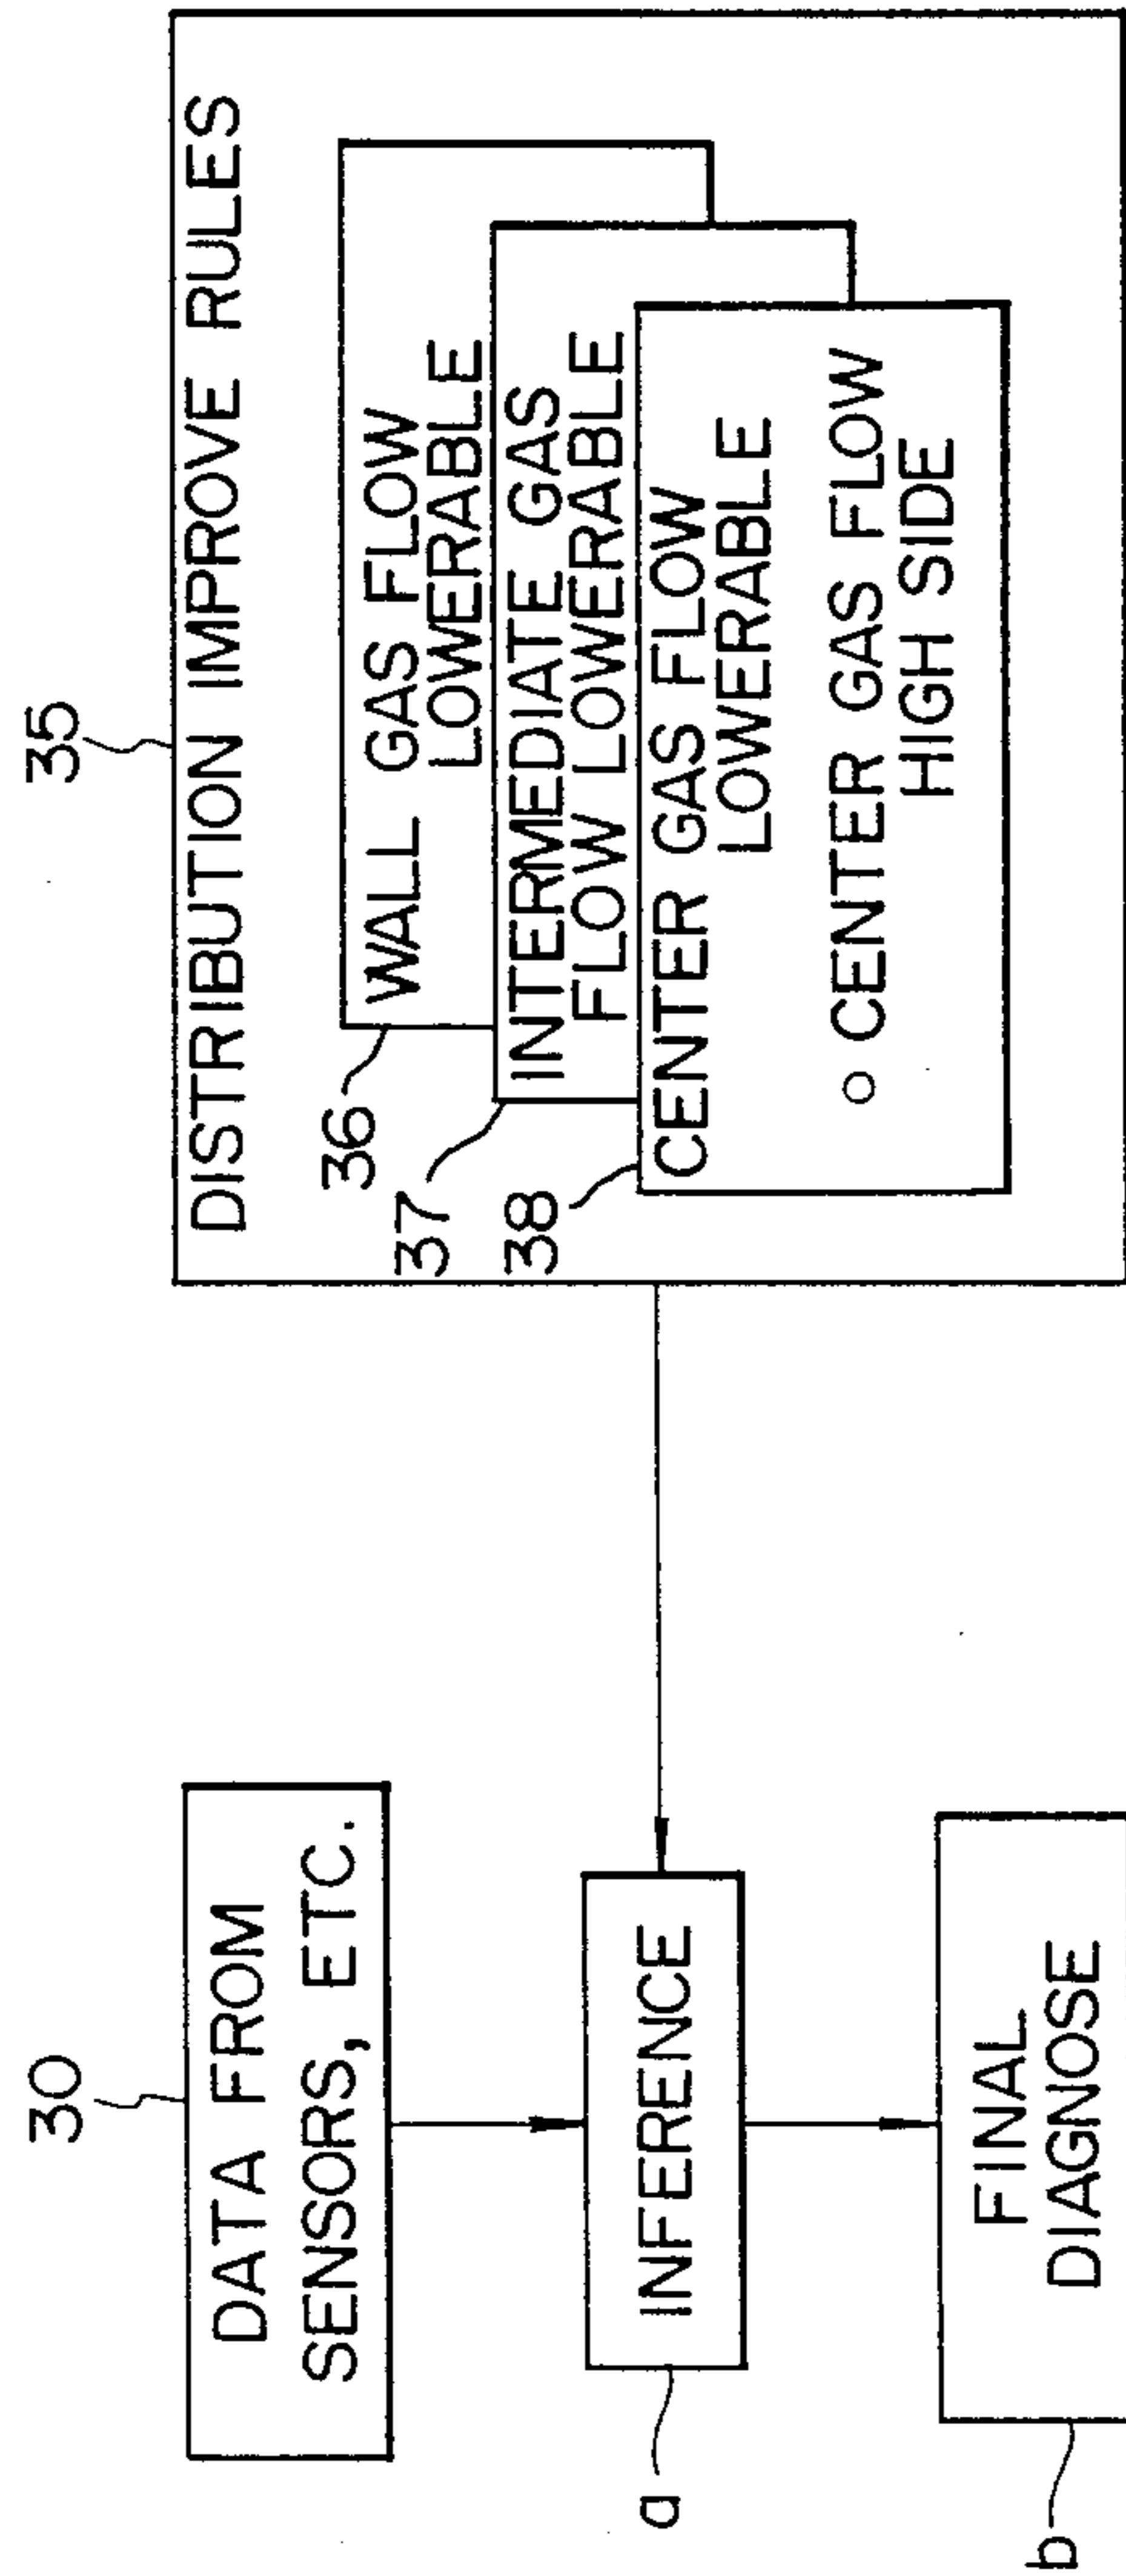 30
DATA FROM
SENSORS, ETC.
a
INFERENCE
b
FINAL
DIAGNOSE
35
DISTRIBUTION IMPROVE RULES
36
WALL GAS FLOW
LOWERABLE
37
INTERMEDIATE GAS
FLOW LOWERABLE
38
CENTER GAS FLOW
LOWERABLE
○ CENTER GAS FLOW
HIGH SIDE